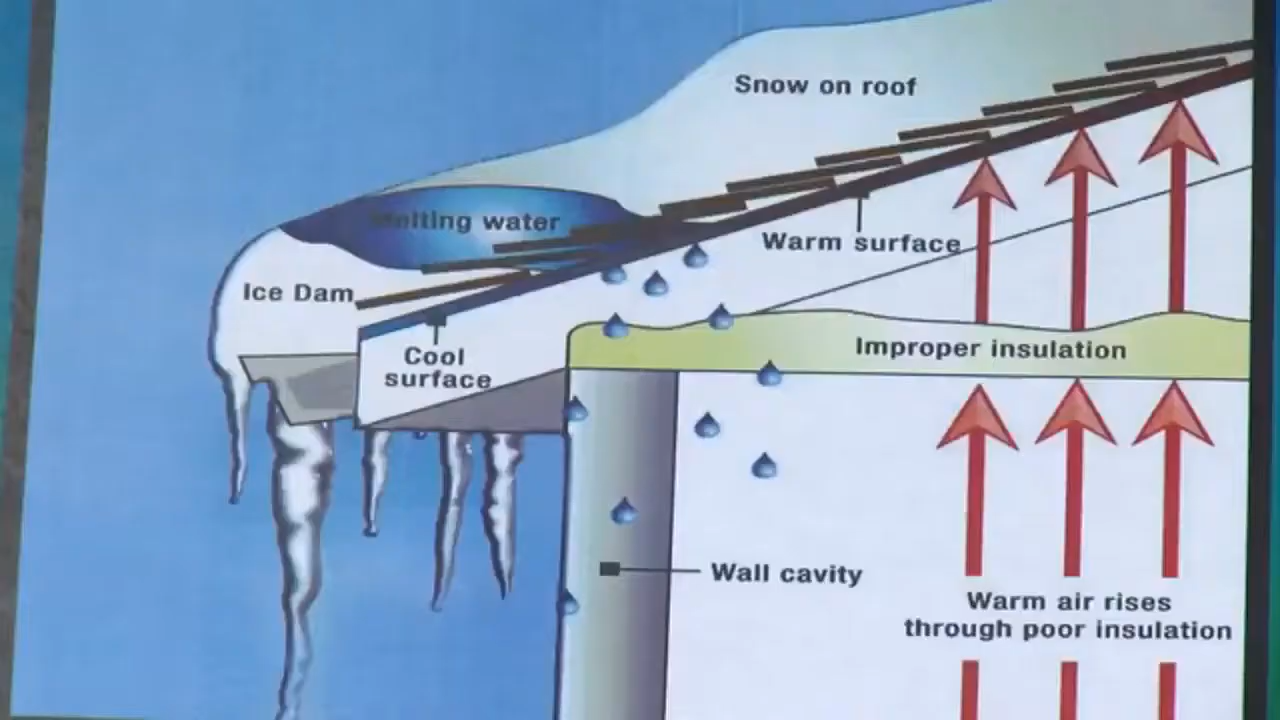 Snow on roof
Melting water
Warm surface
Ice Dam
Cool
surface
Improper insulation
Wall cavity
Warm air rises
through poor insulation